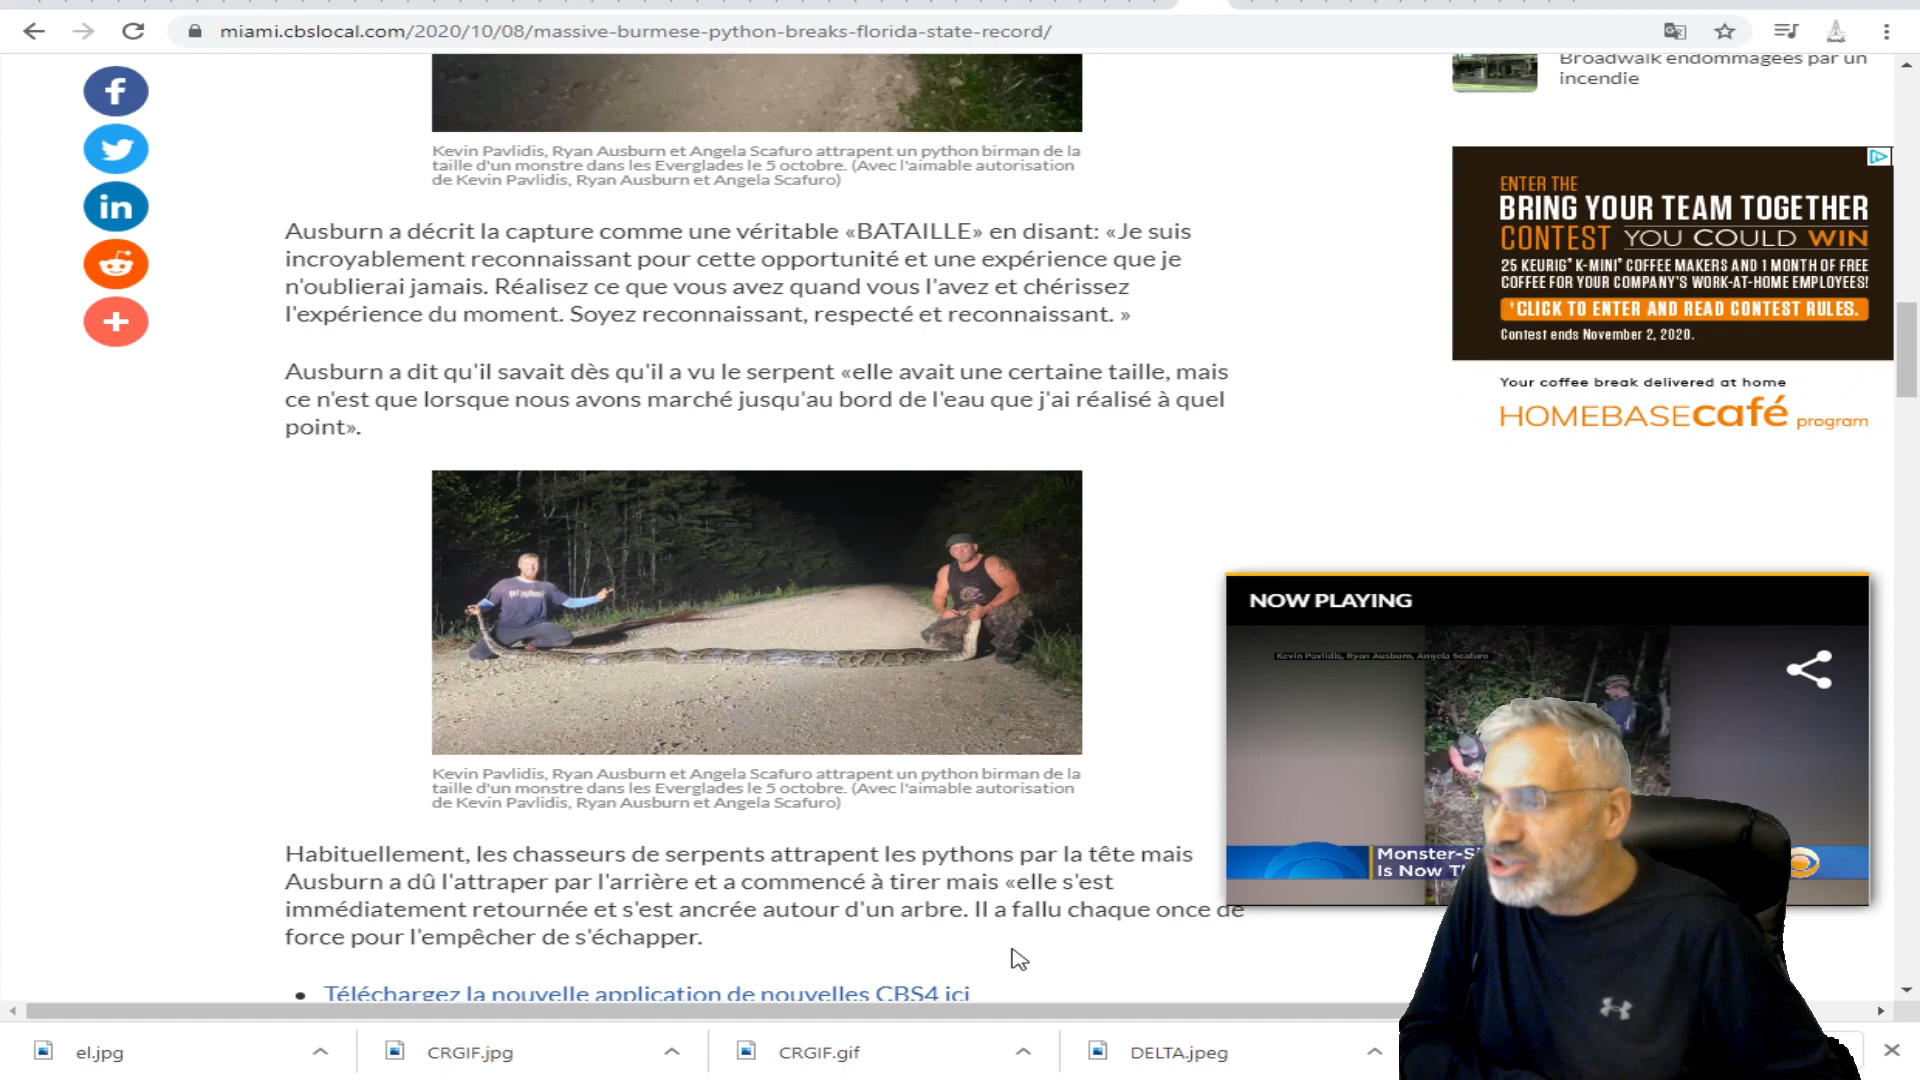 miami.cbslocal.com/2020/10/08/massive-burmese-python-breaks-florida-state-record/
Broadwalk endommagées par un
incendie
Kevin Pavlidis, Ryan Ausburn et Angela Scafuro attrapent un python birman de la
taille d'un monstre dans les Everglades le 5 octobre. (Avec l'aimable autorisation
de Kevin Pavlidis, Ryan Ausburn et Angela Scafuro)
Ausburn a décrit la capture comme une véritable «BATAILLE» en disant: «Je suis
incroyablement reconnaissant pour cette opportunité et une expérience que je
n'oublierai jamais. Réalisez ce que vous avez quand vous l'avez et chérissez
l'expérience du moment. Soyez reconnaissant, respecté et reconnaissant. »
Ausburn a dit qu'il savait dès qu'il a vu le serpent «elle avait une certaine taille, mais
ce n'est que lorsque nous avons marché jusqu'au bord de l'eau que j'ai réalisé à quel
point».
got python?
Kevin Pavlidis, Ryan Ausburn et Angela Scafuro attrapent un python birman de la
taille d'un monstre dans les Everglades le 5 octobre. (Avec l'aimable autorisation
de Kevin Pavlidis, Ryan Ausburn et Angela Scafuro)
Habituellement, les chasseurs de serpents attrapent les pythons par la tête mais
Ausburn a dû l'attraper par l'arrière et a commencé à tirer mais «elle s'est
immédiatement retournée et s'est ancrée autour d'un arbre. Il a fallu chaque once de
force pour l'empêcher de s'échapper.
Téléchargez la nouvelle application de nouvelles CBS4 ici
ENTER THE
BRING YOUR TEAM TOGETHER
CONTEST YOU COULD WIN
25 KEURIG® K-MINI® COFFEE MAKERS AND 1 MONTH OF FREE
COFFEE FOR YOUR COMPANY'S WORK-AT-HOME EMPLOYEES!
†CLICK TO ENTER AND READ CONTEST RULES.
Contest ends November 2, 2020.
Your coffee break delivered at home
HOMEBASEcafé program
NOW PLAYING
Kevin Pavlidis, Ryan Ausburn, Angela Scafuro
Monster-Si
Is Now T
el.jpg
CRGIF.jpg
CRGIF.gif
DELTA.jpeg